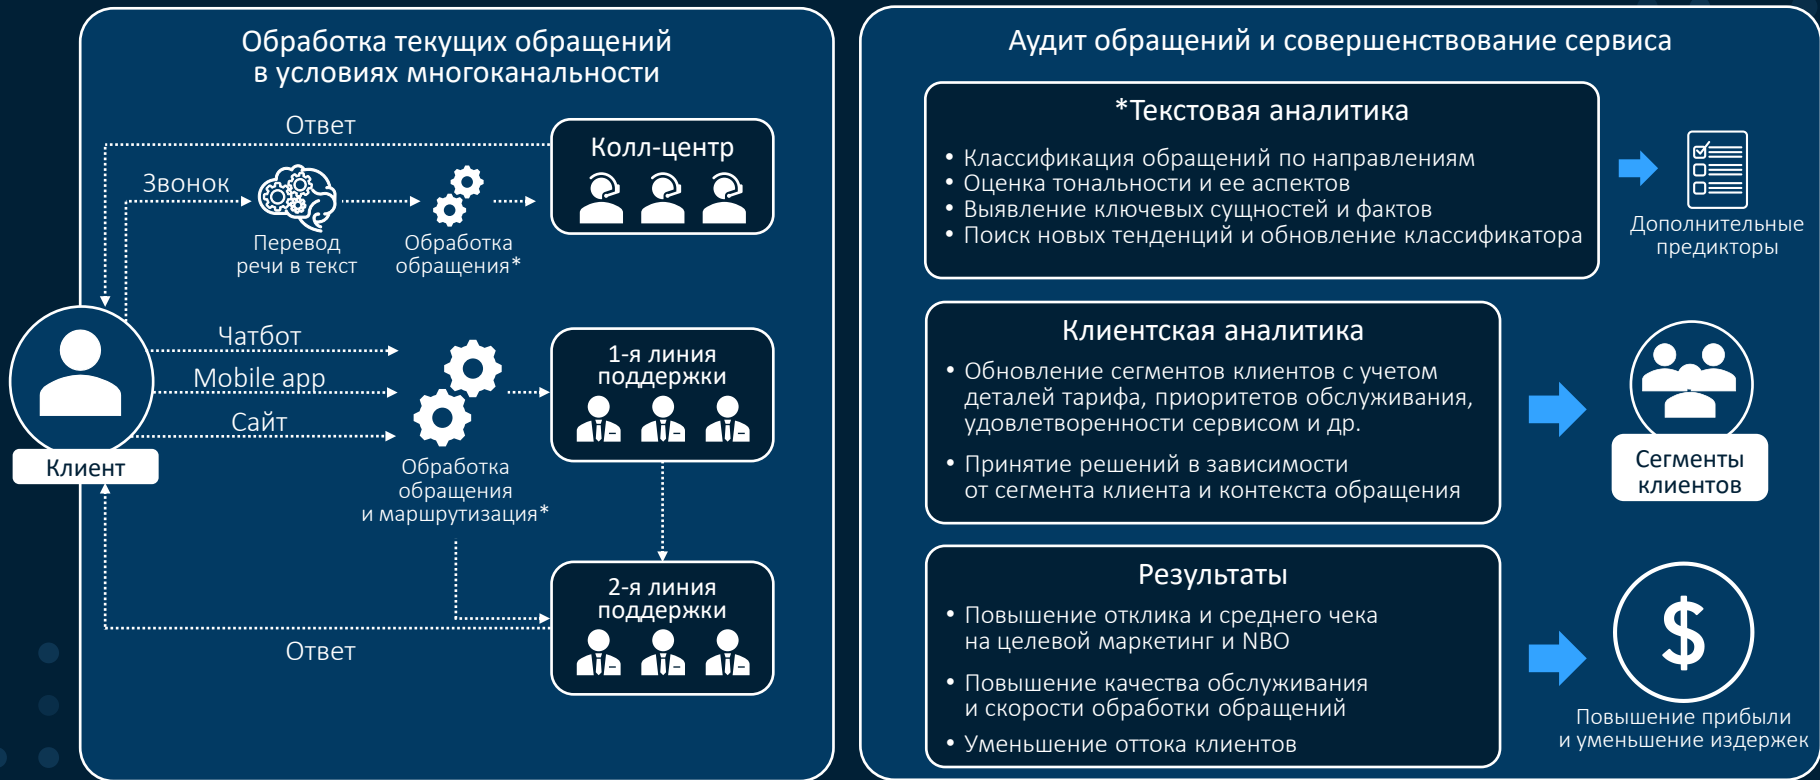 Обработка текущих обращений
в условиях многоканальности
Ответ
Колл-центр
Звонок
Перевод
речи в текст
Обработка
обращения*
Чатбот
Mobile app
Сайт
Клиент
1-я линия
поддержки
Обработка
обращения
и маршрутизация*
2-я линия
поддержки
Ответ
Аудит обращений и совершенствование сервиса
*Текстовая аналитика
• Классификация обращений по направлениям
• Оценка тональности и ее аспектов
• Выявление ключевых сущностей и фактов
• Поиск новых тенденций и обновление классификатора
Дополнительные
предикторы
Клиентская аналитика
• Обновление сегментов клиентов с учетом
деталей тарифа, приоритетов обслуживания,
удовлетворенности сервисом и др.
• Принятие решений в зависимости
от сегмента клиента и контекста обращения
Сегменты
клиентов
Результаты
• Повышение отклика и среднего чека
на целевой маркетинг и NBO
• Повышение качества обслуживания
и скорости обработки обращений
• Уменьшение оттока клиентов
$
Повышение прибыли
и уменьшение издержек